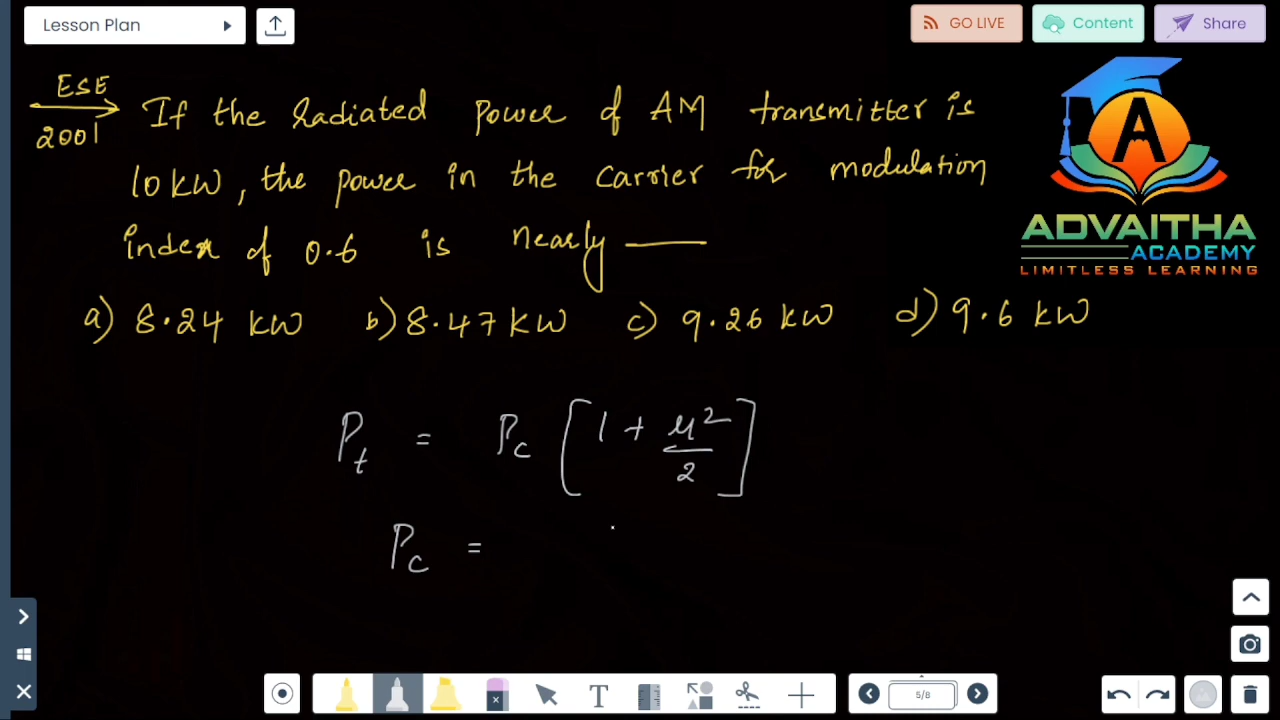 Lesson Plan
GO LIVE
Content
Share
ESE
2001
If the Radiated Power of AM transmitter is
10 kW, the power in the carrier for modulation
index of 0.6 is nearly ___
a) 8.24 kW b) 8.47 kW c) 9.26 kW d) 9.6 kW
A
ADVAITHA
ACADEMY
LIMITLESS LEARNING
Pt = Pc [1 + μ²/2]
Pc =
T
5/8